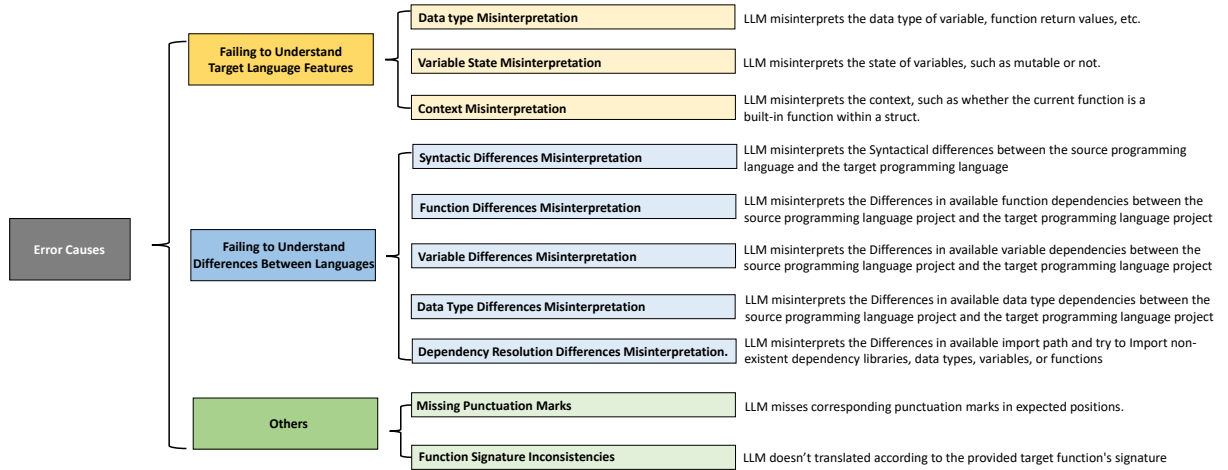 Error Causes
Failing to Understand
Target Language Features
Data type Misinterpretation
LLM misinterprets the data type of variable, function return values, etc.
Variable State Misinterpretation
LLM misinterprets the state of variables, such as mutable or not.
Context Misinterpretation
LLM misinterprets the context, such as whether the current function is a
built-in function within a struct.
Failing to Understand
Differences Between Languages
Syntactic Differences Misinterpretation
LLM misinterprets the Syntactical differences between the source programming
language and the target programming language
Function Differences Misinterpretation
LLM misinterprets the Differences in available function dependencies between the
source programming language project and the target programming language project
Variable Differences Misinterpretation
LLM misinterprets the Differences in available variable dependencies between the
source programming language project and the target programming language project
Data Type Differences Misinterpretation
LLM misinterprets the Differences in available data type dependencies between the
source programming language project and the target programming language project
Dependency Resolution Differences Misinterpretation.
LLM misinterprets the Differences in available import path and try to Import non-
existent dependency libraries, data types, variables, or functions
Others
Missing Punctuation Marks
LLM misses corresponding punctuation marks in expected positions.
Function Signature Inconsistencies
LLM doesn't translated according to the provided target function's signature